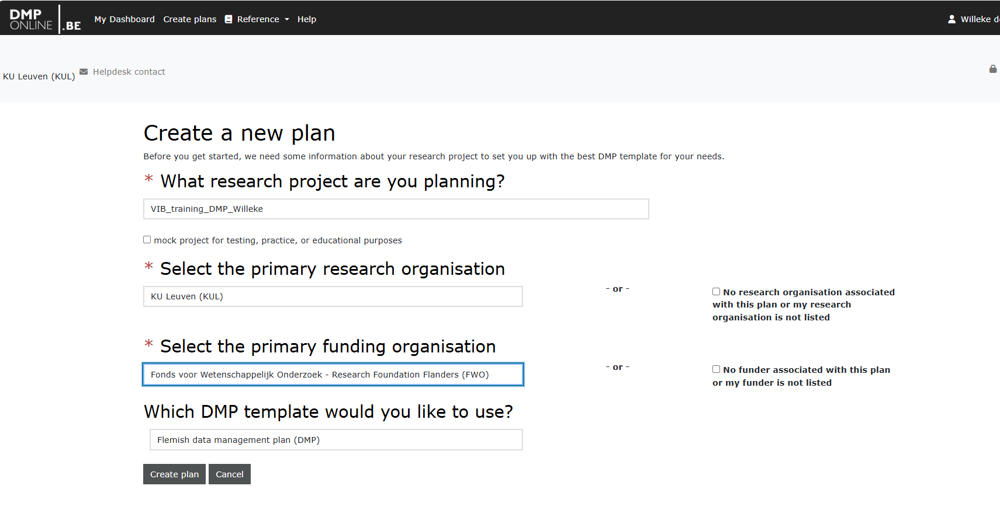 DMP
ONLINE
.BE
My Dashboard
Create plans
Reference
Help
Willeke d
KU Leuven (KUL)
Helpdesk contact
Create a new plan
Before you get started, we need some information about your research project to set you up with the best DMP template for your needs.
* What research project are you planning?
VIB_training_DMP_Willeke
mock project for testing, practice, or educational purposes
* Select the primary research organisation
KU Leuven (KUL)
- or -
No research organisation associated
with this plan or my research
organisation is not listed
* Select the primary funding organisation
Fonds voor Wetenschappelijk Onderzoek - Research Foundation Flanders (FWO)
- or -
No funder associated with this plan
or my funder is not listed
Which DMP template would you like to use?
Flemish data management plan (DMP)
Create plan
Cancel